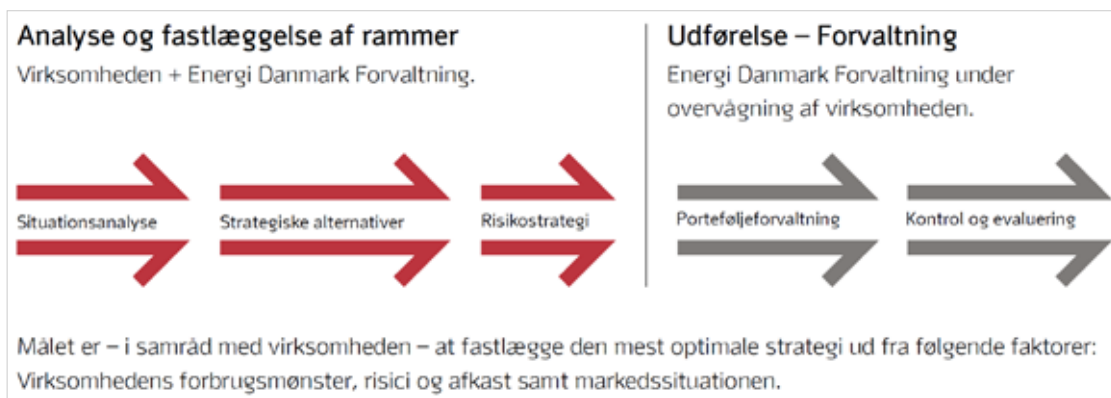 Analyse og fastlæggelse af rammer
Virksomheden + Energi Danmark Forvaltning.
Situationsanalyse
Strategiske alternativer
Risikostrategi
Udførelse – Forvaltning
Energi Danmark Forvaltning under
overvågning af virksomheden.
Porteføljeforvaltning
Kontrol og evaluering
Målet er – i samråd med virksomheden – at fastlægge den mest optimale strategi ud fra følgende faktorer:
Virksomhedens forbrugsmønster, risici og afkast samt markedssituationen.